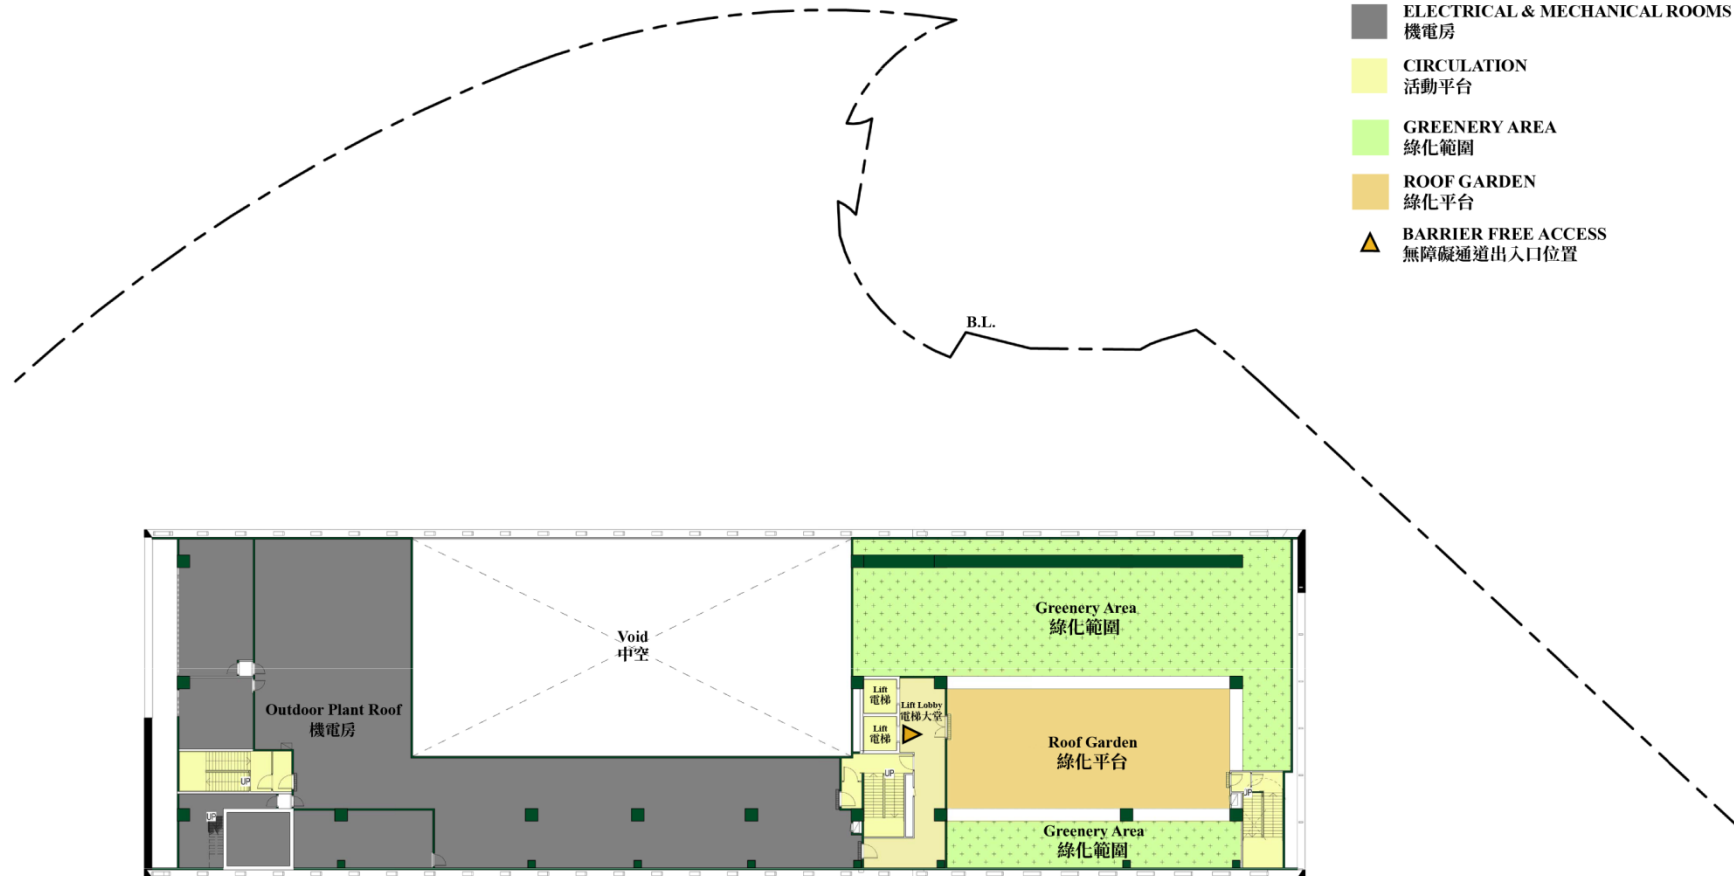 ELECTRICAL & MECHANICAL ROOMS
機電房
CIRCULATION
活動平台
GREENERY AREA
綠化範圍
ROOF GARDEN
綠化平台
BARRIER FREE ACCESS
無障礙通道出入口位置
B.L.
Greenery Area
綠化範圍
Void
中空
Lift
電梯
Lift Lobby
電梯大堂
Outdoor Plant Roof
機電房
Lift
電梯
Roof Garden
綠化平台
UP
UP
UP
UP
Greenery Area
綠化範圍